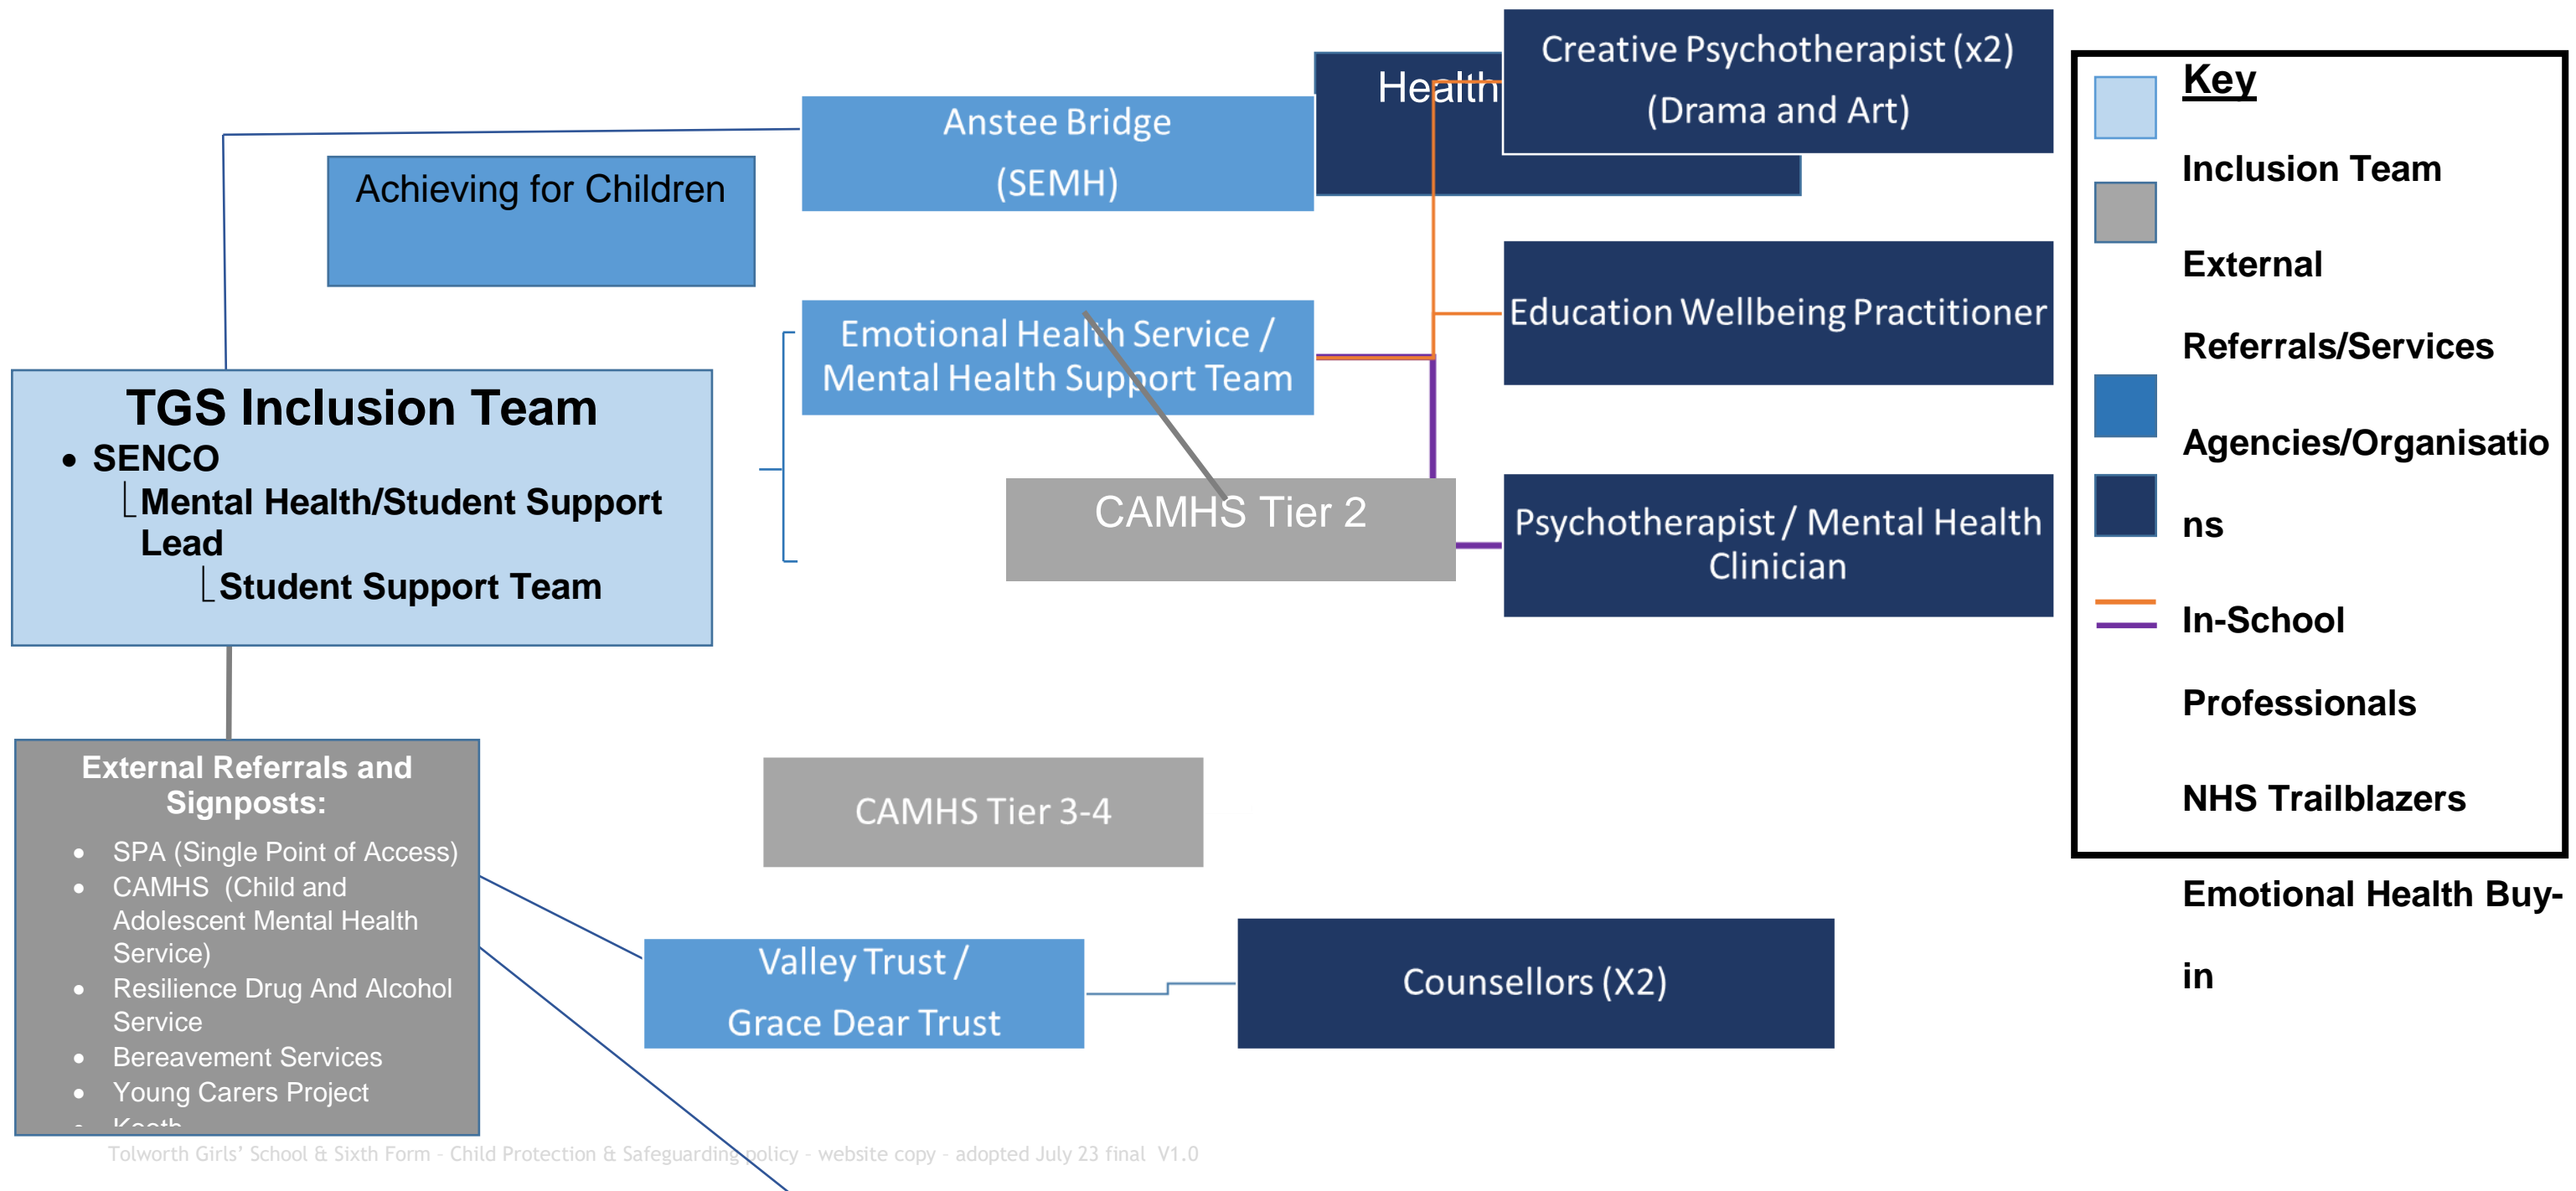 Creative Psychotherapist (x2)
(Drama and Art)
Health
Anstee Bridge
(SEMH)
Achieving for Children
Emotional Health Service /
Mental Health Support Team
Education Wellbeing Practitioner
TGS Inclusion Team
• SENCO
Mental Health/Student Support
Lead
Student Support Team
CAMHS Tier 2
Psychotherapist / Mental Health
Clinician
External Referrals and
Signposts:
• SPA (Single Point of Access)
• CAMHS (Child and
Adolescent Mental Health
Service)
• Resilience Drug And Alcohol
Service
• Bereavement Services
• Young Carers Project
CAMHS Tier 3-4
Valley Trust /
Grace Dear Trust
Counsellors (X2)
Key
Inclusion Team
External
Referrals/Services
Agencies/Organisatio
ns
In-School
Professionals
NHS Trailblazers
Emotional Health Buy-
in
Tolworth Girls' School & Sixth Form - Child Protection & Safeguarding policy - website copy - adopted July 23 final V1.0